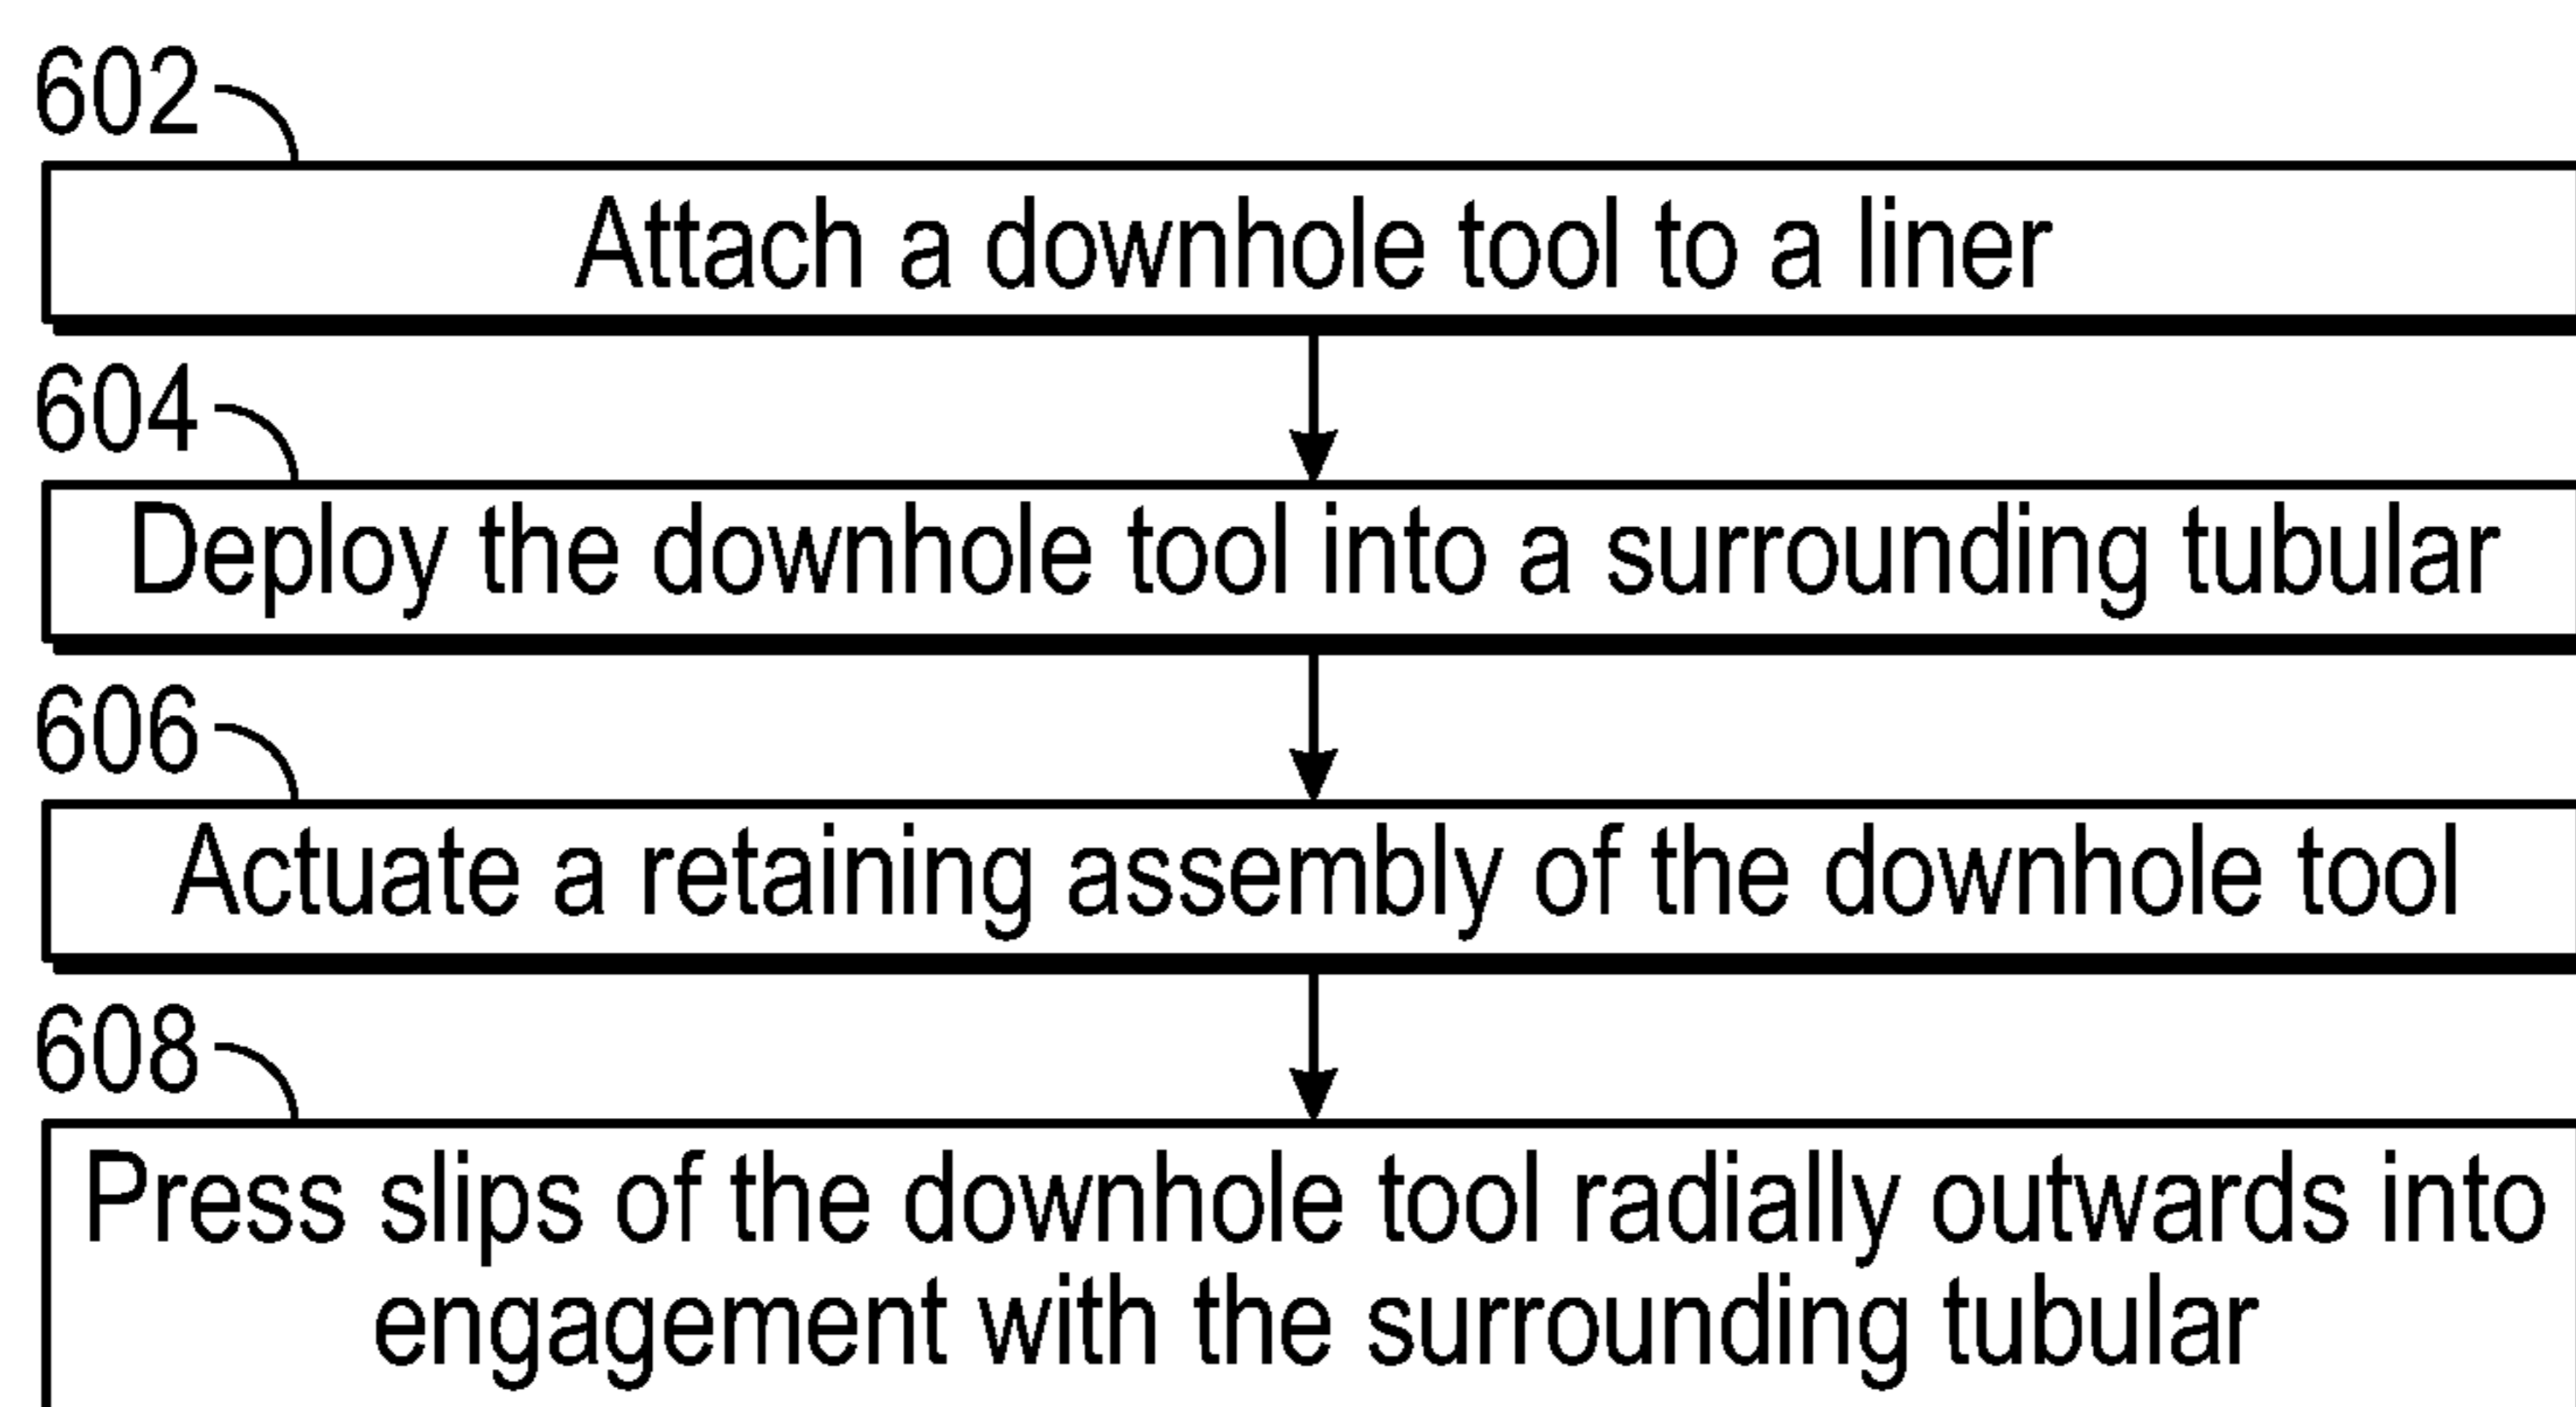 602
Attach a downhole tool to a liner
604
Deploy the downhole tool into a surrounding tubular
606
Actuate a retaining assembly of the downhole tool
608
Press slips of the downhole tool radially outwards into
engagement with the surrounding tubular